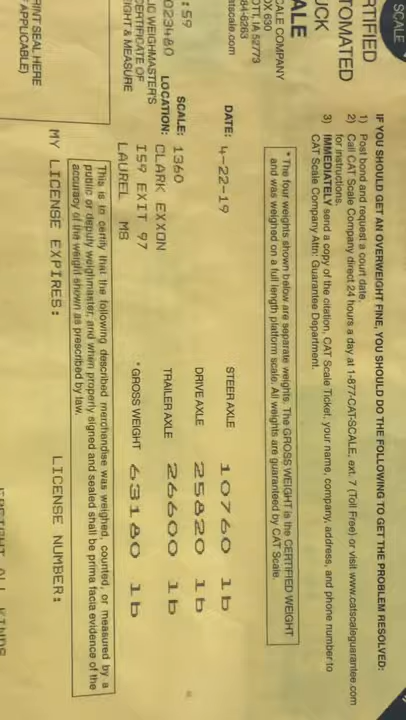 SCALE
RTIFIED
TOMATED
UCK
ALE
CALE COMPANY
OX 630
OTT, IA 52773
84-6263
atscale.com
IF YOU SHOULD GET AN OVERWEIGHT FINE, YOU SHOULD DO THE FOLLOWING TO GET THE PROBLEM RESOLVED:
1) Post bond and request a court date.
2) Call CAT Scale Company direct 24 hours a day at 1-877-CATSCALE, ext. 7 (Toll Free) or visit www.catscaleguarantee.com
for instructions.
3) IMMEDIATELY send a copy of the citation, CAT Scale Ticket, your name, company, address, and phone number to
CAT Scale Company Attn: Guarantee Department.
* The four weights shown below are separate weights. The GROSS WEIGHT is the CERTIFIED WEIGHT
and was weighed on a full length platform scale. All weights are guaranteed by CAT Scale.
DATE: 4-22-19
STEER AXLE 10760 lb
:59
SCALE: 1360
DRIVE AXLE 25820 lb
023480
LOCATION: CLARK EXXON
TRAILER AXLE 26600 lb
IC WEIGHMASTER'S
CERTIFICATE OF
IGHT & MEASURE
I59 EXIT 97
* GROSS WEIGHT 63180 lb
LAUREL MS
This is to certify that the following described merchandise was weighed, counted, or measured by a
public or deputy weighmaster, and when properly signed and sealed shall be prima facia evidence of the
accuracy of the weight shown as prescribed by law.
RINT SEAL HERE
APPLICABLE)
MY LICENSE EXPIRES:
LICENSE NUMBER:
FREIGHT ALL KINDS